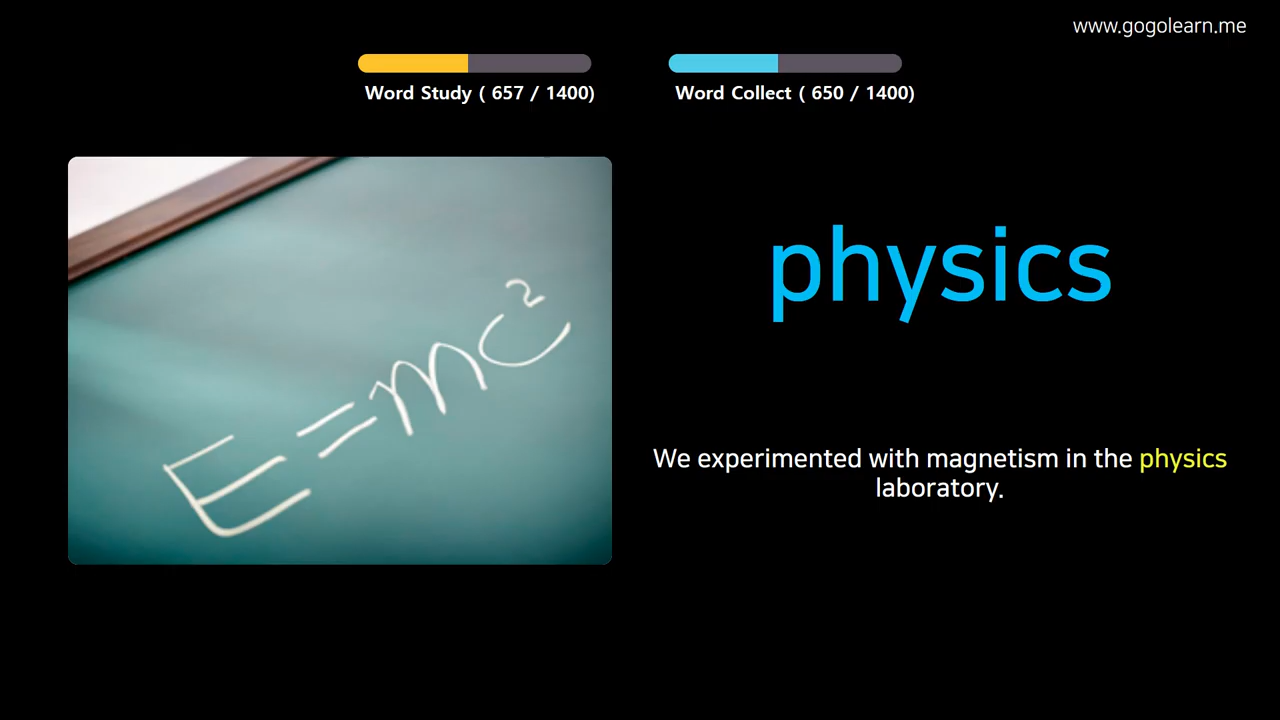 www.gogolearn.me
Word Study ( 657 / 1400)
Word Collect ( 650 / 1400)
E=mc²
physics
We experimented with magnetism in the physics
laboratory.